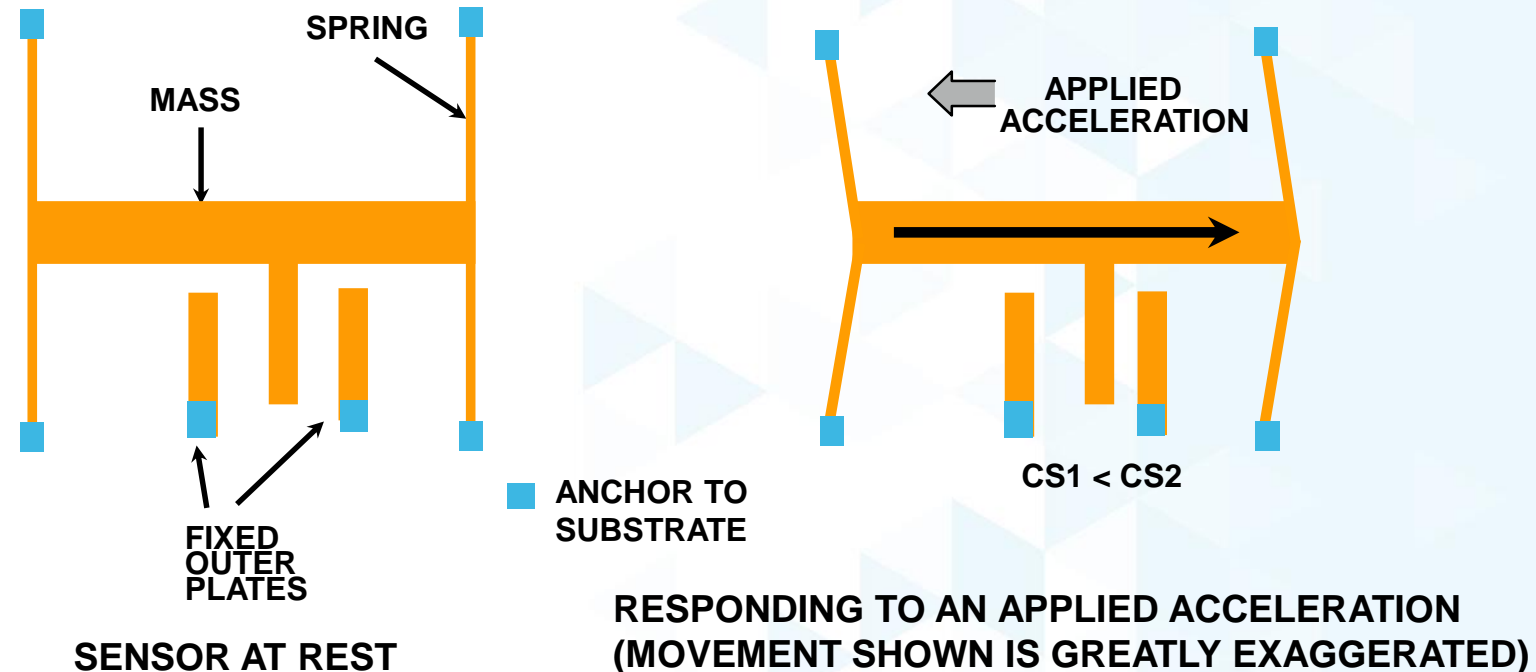 SPRING
MASS
FIXED
OUTER
PLATES
SENSOR AT REST
ANCHOR TO
SUBSTRATE
APPLIED
ACCELERATION
CS1 < CS2
RESPONDING TO AN APPLIED ACCELERATION
(MOVEMENT SHOWN IS GREATLY EXAGGERATED)